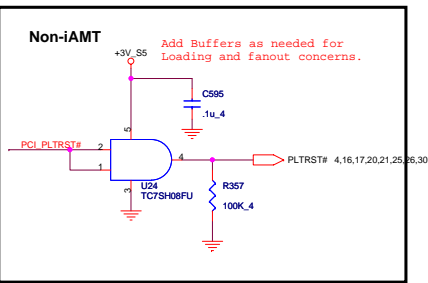 Non-iAMT
+3V_S5
Add Buffers as needed for
Loading and fanout concerns.
C595
.1u_4
5
PCI_PLTRST#
2
1
4
PLTRST# 4,16,17,20,21,25,26,30
3
U24
TC7SH08FU
R357
100K_4